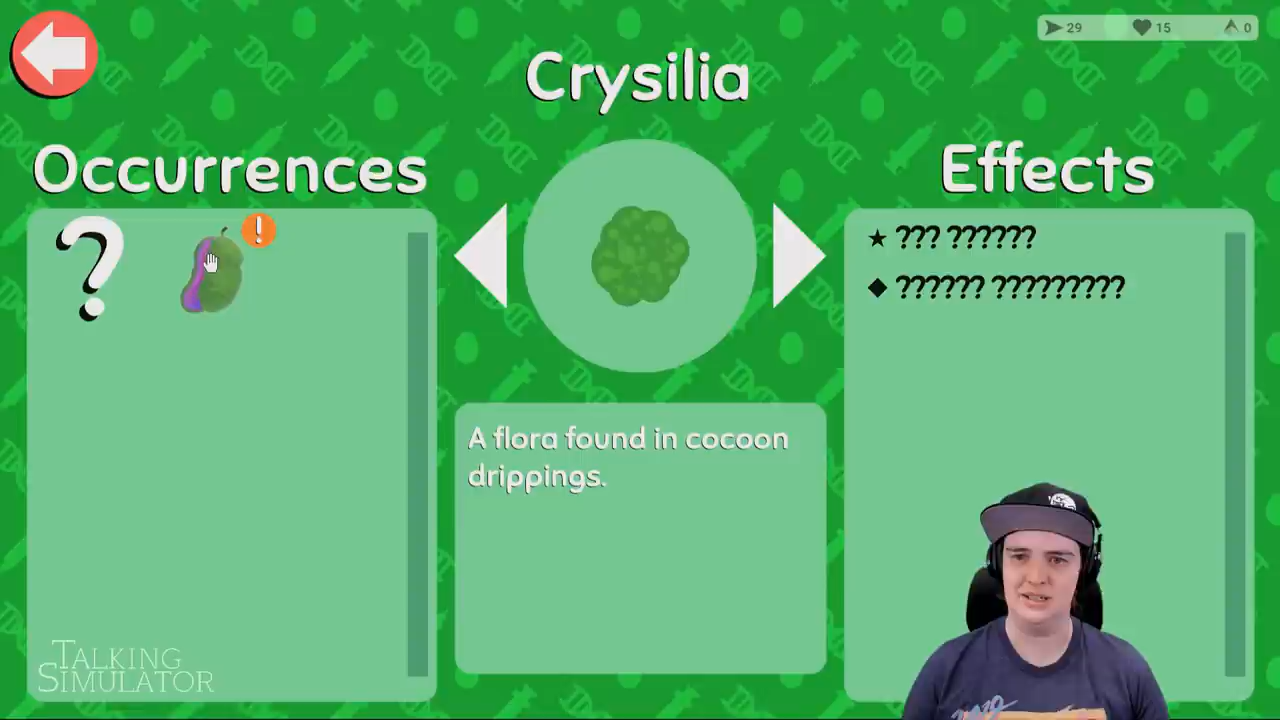 29
15
0
Crysilia
Occurrences
Effects
?
!
★ ??? ??????
◆ ?????? ?????????
A flora found in cocoon
drippings.
TALKING
SIMULATOR